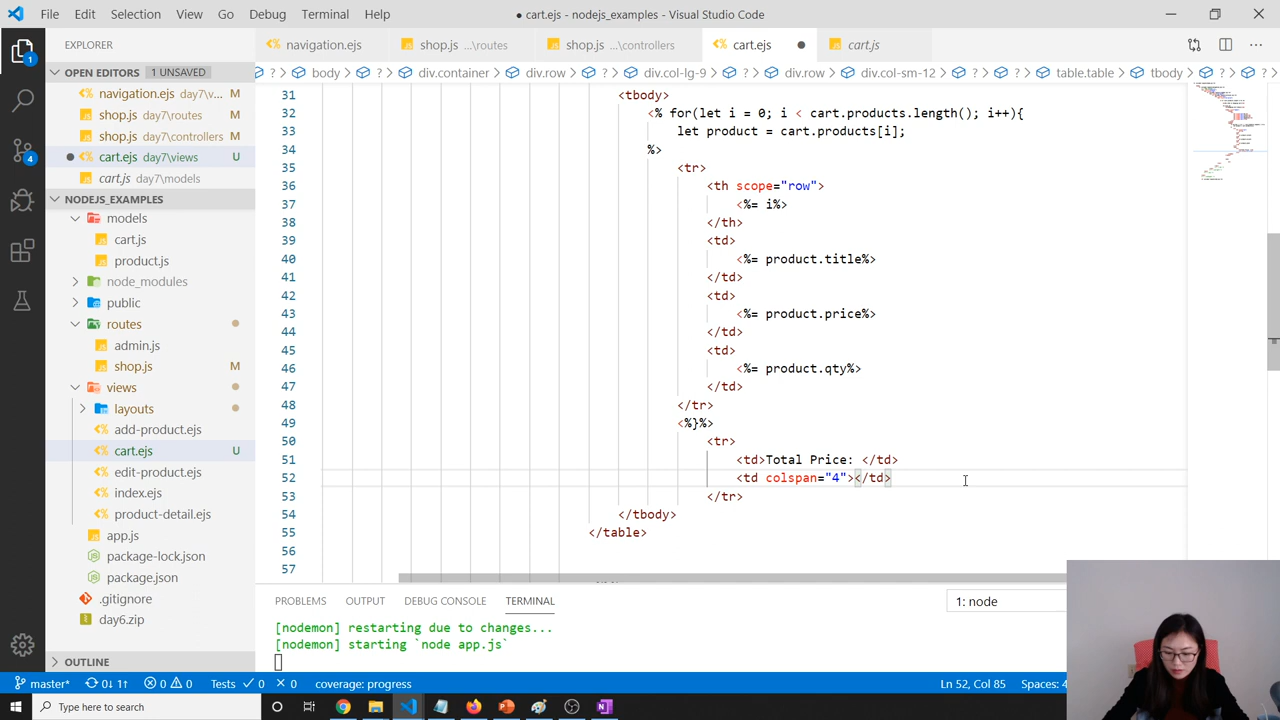 File Edit Selection View Go Debug Terminal Help
● cart.ejs - nodejs_examples - Visual Studio Code
EXPLORER
navigation.ejs
shop.js ...\routes
shop.js ...\controllers
cart.ejs
cart.js
OPEN EDITORS 1 UNSAVED
? body ? div.container div.row ? div.col-lg-9 ? div.row div.col-sm-12 ? ? table.table tbody ? ?
navigation.ejs day7\v... M
shop.js day7\routes M
shop.js day7\controllers M
cart.ejs day7\views U
cart.js day7\models
NODEJS_EXAMPLES
models
cart.js
product.js
node_modules
public
routes
admin.js
shop.js M
views
layouts
add-product.ejs
cart.ejs U
edit-product.ejs
index.ejs
product-detail.ejs
app.js
package-lock.json
package.json
.gitignore
day6.zip
OUTLINE
31 <tbody>
32 <% for(let i = 0; i < cart.products.length(); i++){
33 let product = cart.products[i];
34 %>
35 <tr>
36 <th scope="row">
37 <%= i%>
38 </th>
39 <td>
40 <%= product.title%>
41 </td>
42 <td>
43 <%= product.price%>
44 </td>
45 <td>
46 <%= product.qty%>
47 </td>
48 </tr>
49 <%}%>
50 <tr>
51 <td>Total Price: </td>
52 <td colspan="4"></td>
53 </tr>
54 </tbody>
55 </table>
56
57
PROBLEMS OUTPUT DEBUG CONSOLE TERMINAL
1: node
[nodemon] restarting due to changes...
[nodemon] starting `node app.js`
master* 0↓ 1↑ 0 0 Tests 0 0 coverage: progress
Ln 52, Col 85 Spaces: 4
Type here to search